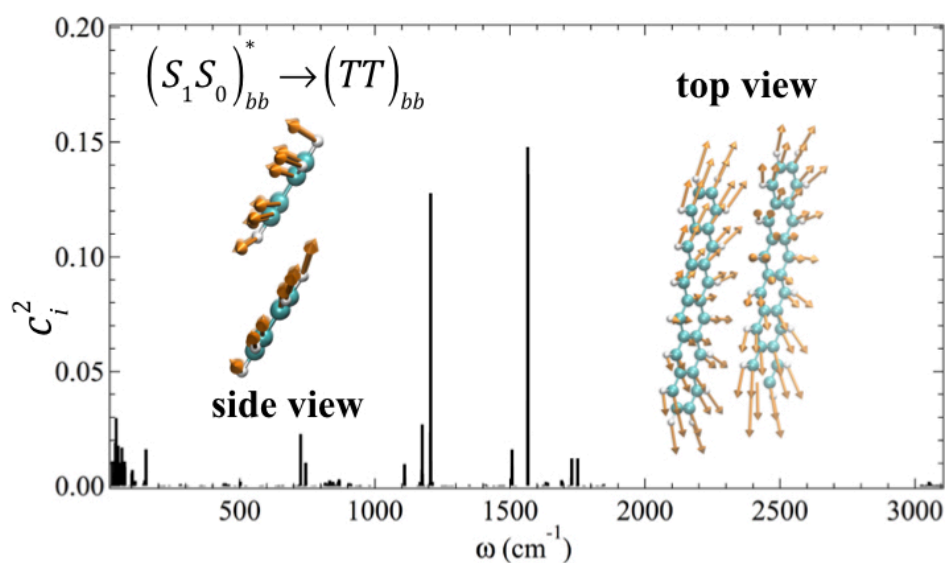 0.20
(S₁S₀)*bb → (TT)bb
top view
0.15
0.10
c²ᵢ
0.05
side view
0.00
500 1000 1500 2000 2500 3000
ω (cm⁻¹)